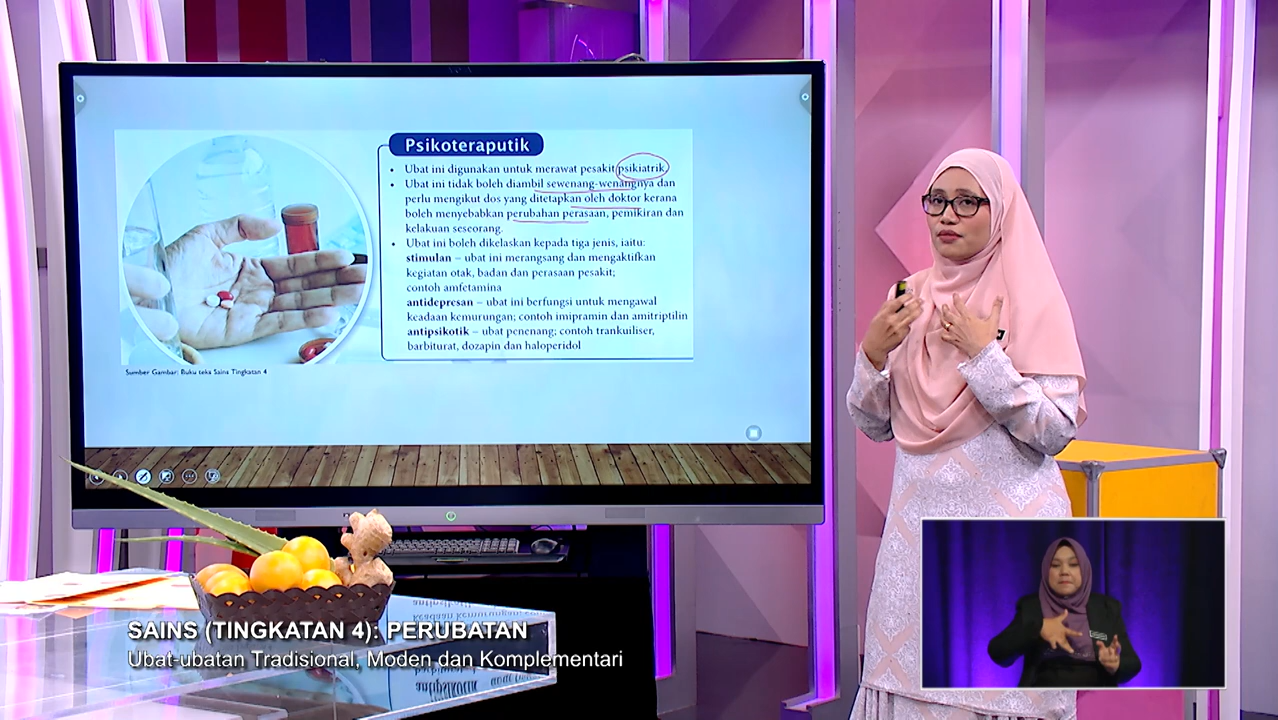 Psikoteraputik
• Ubat ini digunakan untuk merawat pesakit psikiatrik.
• Ubat ini tidak boleh diambil sewenang-wenangnya dan
perlu mengikut dos yang ditetapkan oleh doktor kerana
boleh menyebabkan perubahan perasaan, pemikiran dan
kelakuan seseorang.
• Ubat ini boleh dikelaskan kepada tiga jenis, iaitu:
stimulan – ubat ini merangsang dan mengaktifkan
kegiatan otak, badan dan perasaan pesakit;
contoh amfetamina
antidepresan – ubat ini berfungsi untuk mengawal
keadaan kemurungan; contoh imipramin dan amitriptilin
antipsikotik – ubat penenang; contoh trankuiliser,
barbiturat, dozapin dan haloperidol
Sumber Gambar: Buku teks Sains Tingkatan 4
SAINS (TINGKATAN 4): PERUBATAN
Ubat-ubatan Tradisional, Moden dan Komplementari